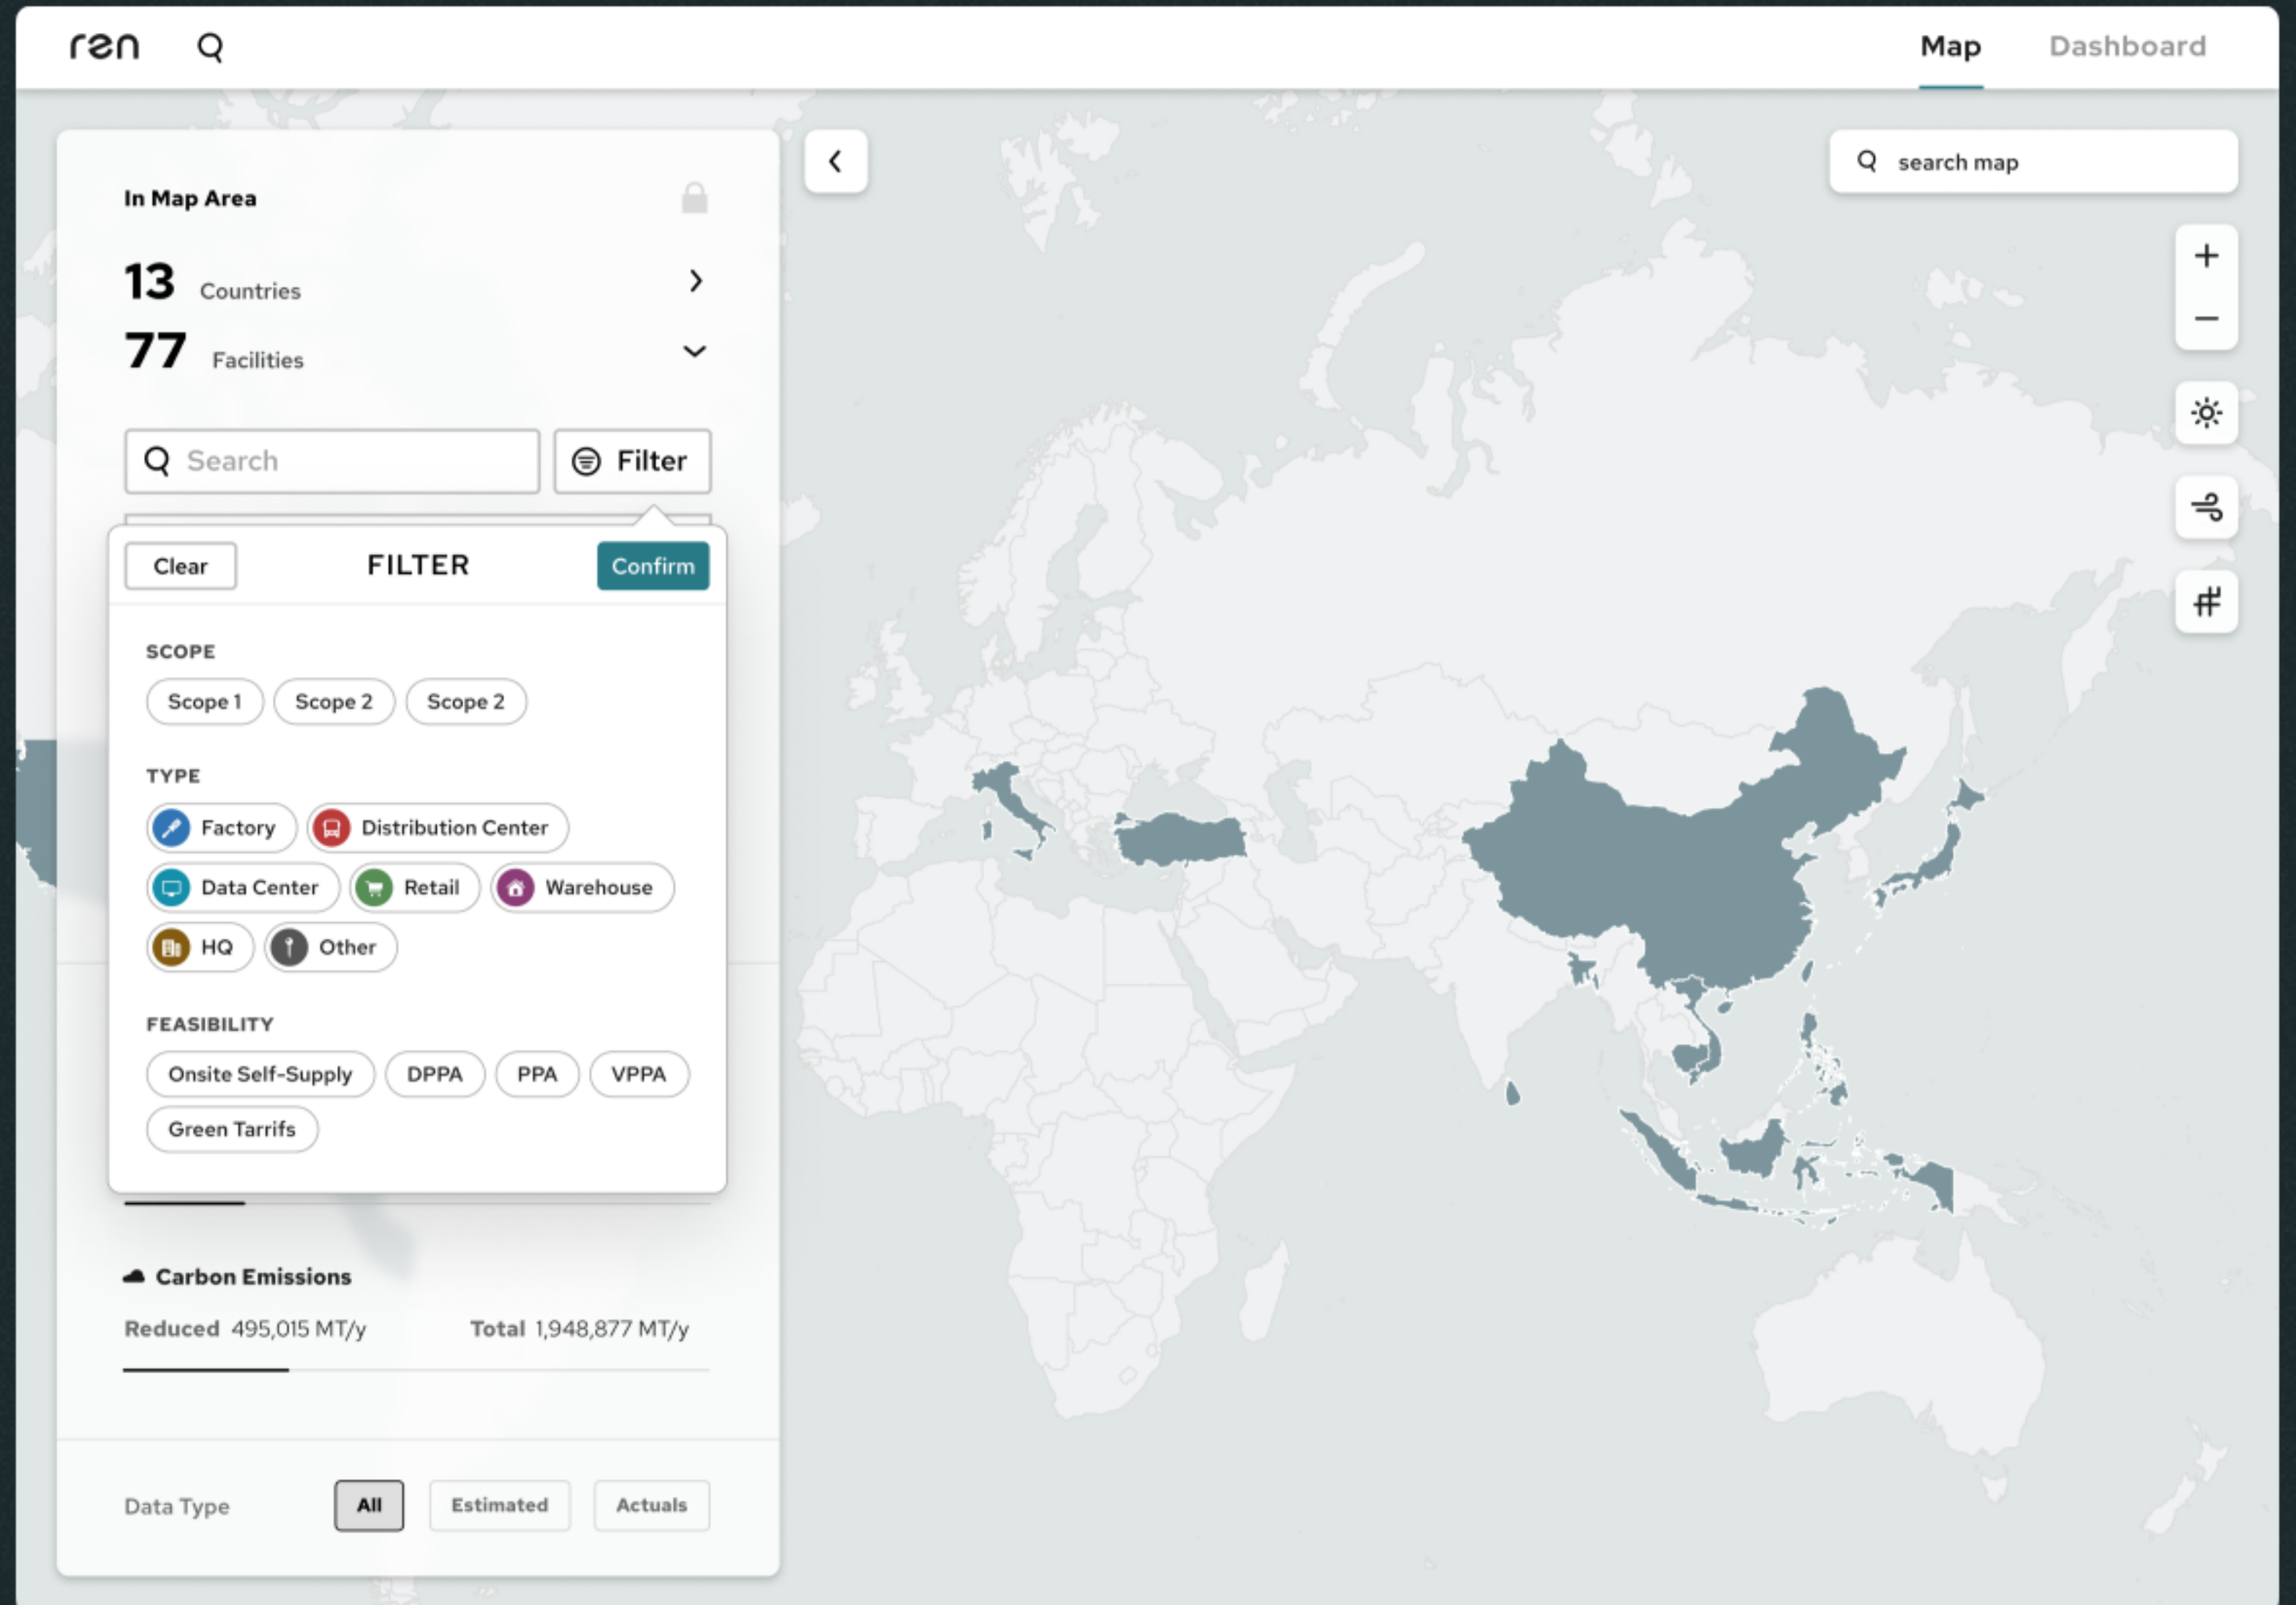 ren
Map Dashboard
search map
In Map Area
13 Countries
77 Facilities
Search Filter
Clear FILTER Confirm
SCOPE
Scope 1 Scope 2 Scope 2
TYPE
Factory Distribution Center
Data Center Retail Warehouse
HQ Other
FEASIBILITY
Onsite Self-Supply DPPA PPA VPPA
Green Tarrifs
Carbon Emissions
Reduced 495,015 MT/y Total 1,948,877 MT/y
Data Type All Estimated Actuals